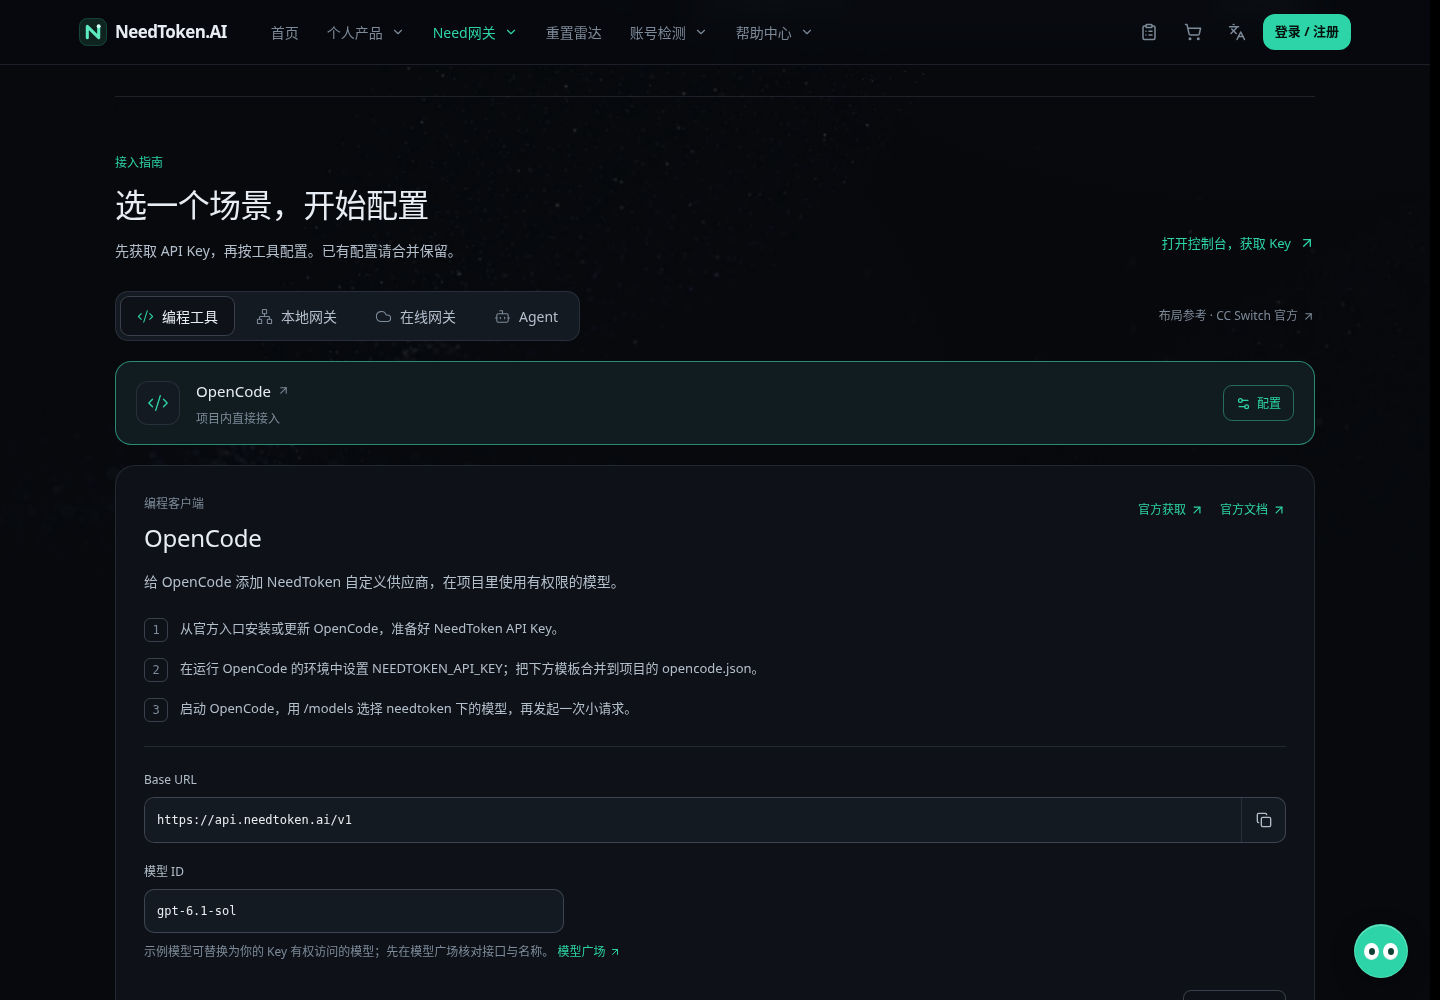 NeedToken.AI
首页
个人产品
Need网关
重置雷达
账号检测
帮助中心
登录 / 注册
接入指南
选一个场景，开始配置
先获取 API Key，再按工具配置。已有配置请合并保留。
打开控制台，获取 Key
编程工具
本地网关
在线网关
Agent
布局参考 · CC Switch 官方
OpenCode
项目内直接接入
配置
编程客户端
官方获取
官方文档
OpenCode
给 OpenCode 添加 NeedToken 自定义供应商，在项目里使用有权限的模型。
1 从官方入口安装或更新 OpenCode，准备好 NeedToken API Key。
2 在运行 OpenCode 的环境中设置 NEEDTOKEN_API_KEY；把下方模板合并到项目的 opencode.json。
3 启动 OpenCode，用 /models 选择 needtoken 下的模型，再发起一次小请求。
Base URL
https://api.needtoken.ai/v1
模型 ID
gpt-6.1-sol
示例模型可替换为你的 Key 有权访问的模型；先在模型广场核对接口与名称。 模型广场